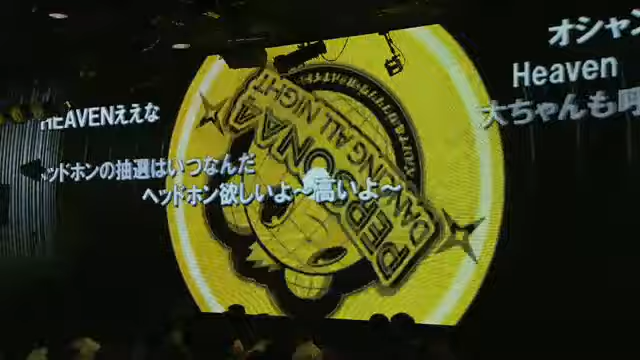 オシャン
Heaven
HEAVENええな
大ちゃんも
ッドホンの抽選はいつなんだ
ヘッドホン欲しいよ〜高いよ〜
PERSONA4
DANCING ALL NIGHT